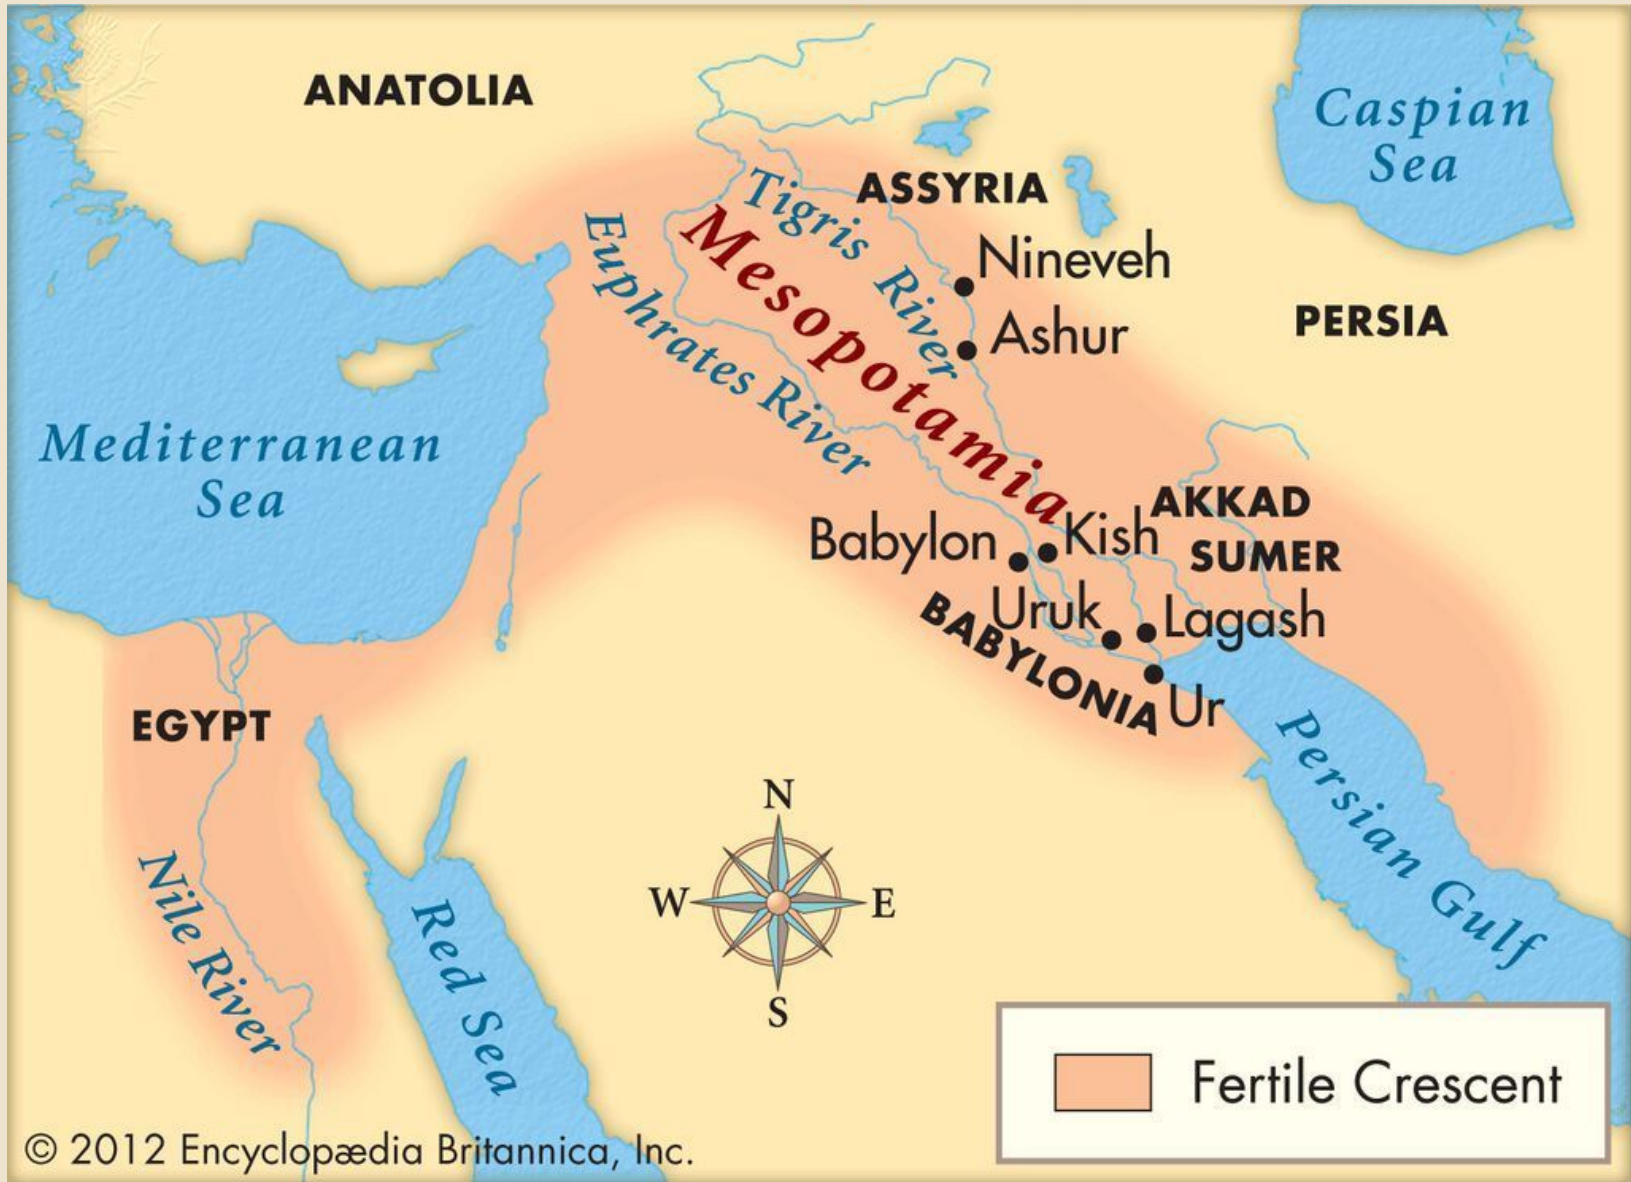 ANATOLIA
Caspian
Sea
ASSYRIA
Tigris River
Mesopotamia
Euphrates River
Nineveh
Ashur
PERSIA
Mediterranean
Sea
AKKAD
Kish
Babylon
SUMER
Uruk
Lagash
BABYLONIA
Ur
EGYPT
Persian Gulf
Nile River
Red Sea
N
W
E
S
Fertile Crescent
© 2012 Encyclopædia Britannica, Inc.